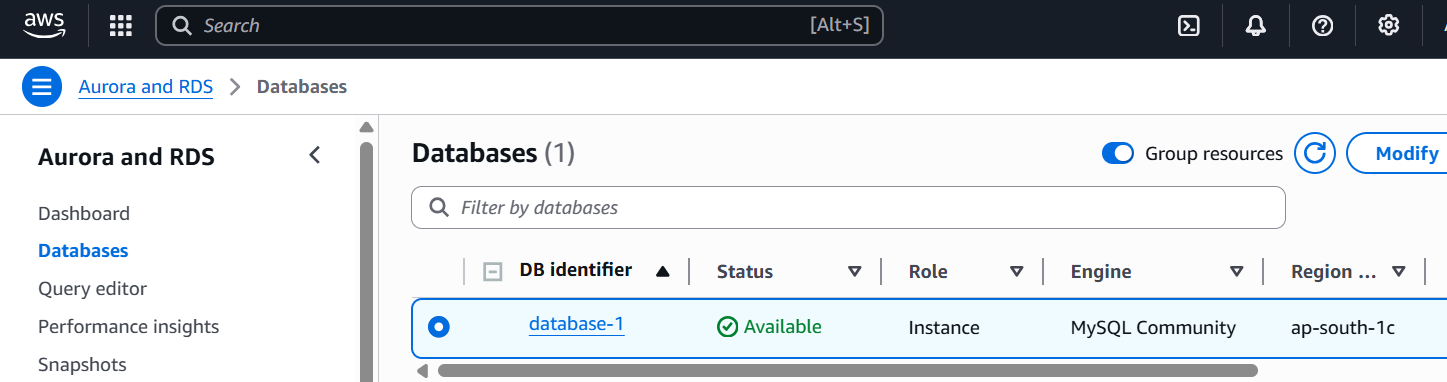 aws
Search [Alt+S]
Aurora and RDS > Databases
Aurora and RDS
Dashboard
Databases
Query editor
Performance insights
Snapshots
Databases (1)
Group resources
Modify
Filter by databases
DB identifier Status Role Engine Region ...
database-1 Available Instance MySQL Community ap-south-1c